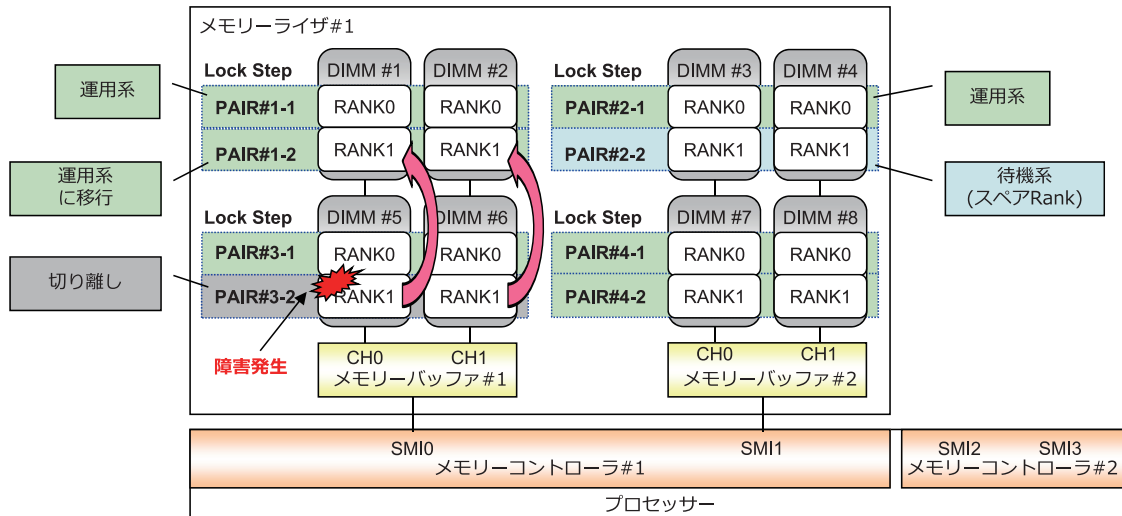 メモリーライザ#1
運用系
運用系
に移行
切り離し
Lock Step
DIMM #1
DIMM #2
PAIR#1-1
RANK0
RANK0
PAIR#1-2
RANK1
RANK1
Lock Step
DIMM #5
DIMM #6
PAIR#3-1
RANK0
RANK0
PAIR#3-2
RANK1
RANK1
障害発生
CH0
CH1
メモリーバッファ#1
Lock Step
DIMM #3
DIMM #4
PAIR#2-1
RANK0
RANK0
PAIR#2-2
RANK1
RANK1
Lock Step
DIMM #7
DIMM #8
PAIR#4-1
RANK0
RANK0
PAIR#4-2
RANK1
RANK1
CH0
CH1
メモリーバッファ#2
運用系
待機系
(スペアRank)
SMI0
SMI1
メモリーコントローラ#1
SMI2
SMI3
メモリーコントローラ#2
プロセッサー